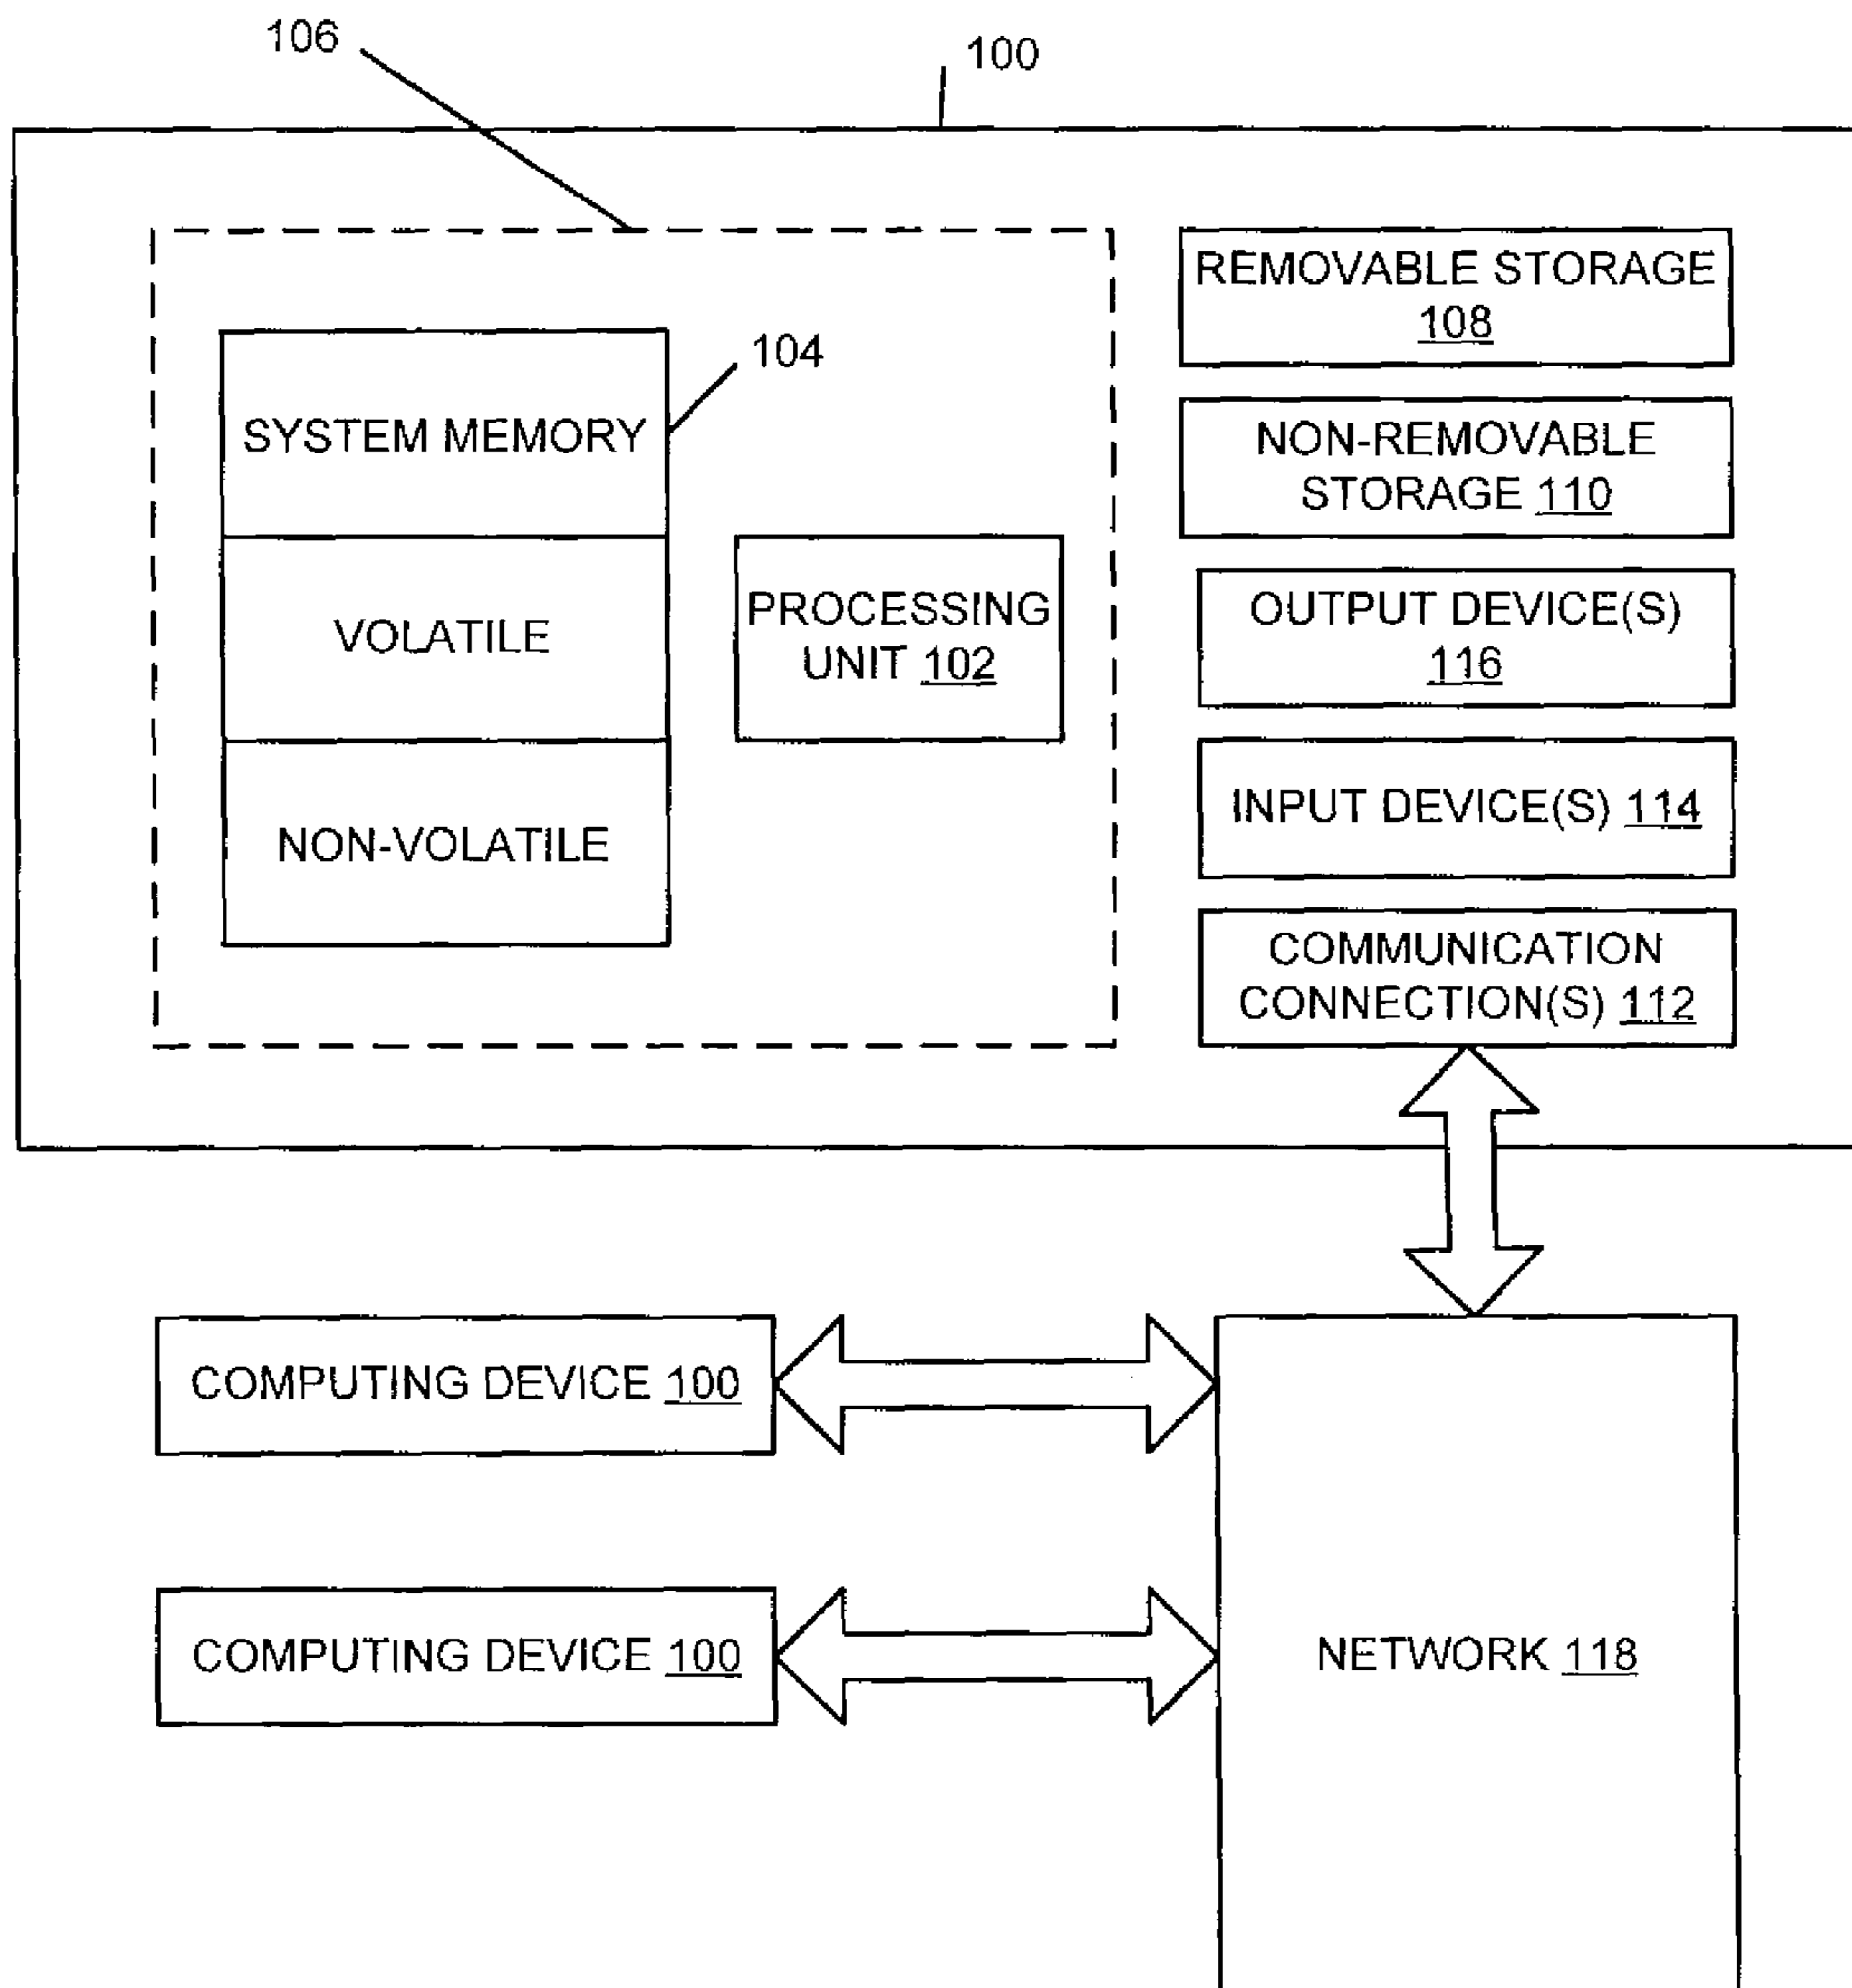 106
100
REMOVABLE STORAGE
108
104
SYSTEM MEMORY
NON-REMOVABLE
STORAGE 110
VOLATILE
PROCESSING
UNIT 102
OUTPUT DEVICE(S)
116
NON-VOLATILE
INPUT DEVICE(S) 114
COMMUNICATION
CONNECTION(S) 112
COMPUTING DEVICE 100
COMPUTING DEVICE 100
NETWORK 118